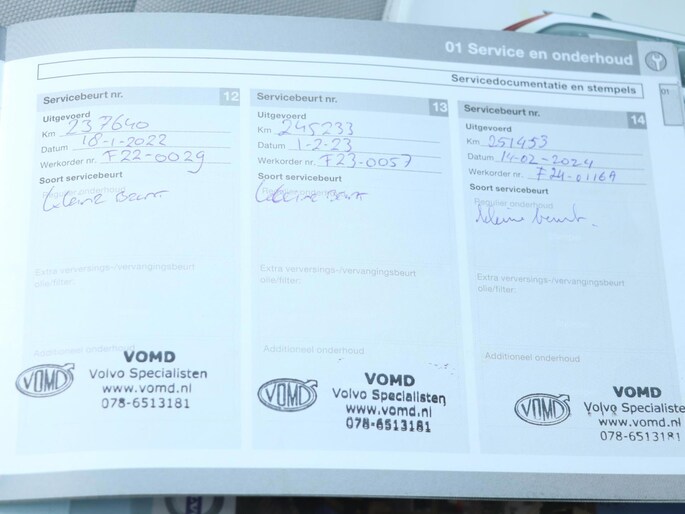 01 Service en onderhoud
Servicedocumentatie en stempels
01
Servicebeurt nr. 12
Uitgevoerd
Km 237640
Datum 18-1-2022
Werkorder nr. F22-0029
Soort servicebeurt
Regulier onderhoud
kleine Beurt
Extra verversings-/vervangingsbeurt
olie/filter:
Additioneel onderhoud
VOMD
VOMD
Volvo Specialisten
www.vomd.nl
078-6513181
Servicebeurt nr. 13
Uitgevoerd
Km 245233
Datum 1-2-23
Werkorder nr. F23-0057
Soort servicebeurt
Regulier onderhoud
kleine Beurt
Extra verversings-/vervangingsbeurt
olie/filter:
Additioneel onderhoud
VOMD
VOMD
Volvo Specialisten
www.vomd.nl
078-6513181
Servicebeurt nr. 14
Uitgevoerd
Km 251453
Datum 14-02-2024
Werkorder nr. F24-0116A
Soort servicebeurt
Regulier onderhoud
kleine beurt.
Extra verversings-/vervangingsbeurt
olie/filter:
Additioneel onderhoud
VOMD
VOMD
Volvo Specialiste
www.vomd.nl
078-6513181